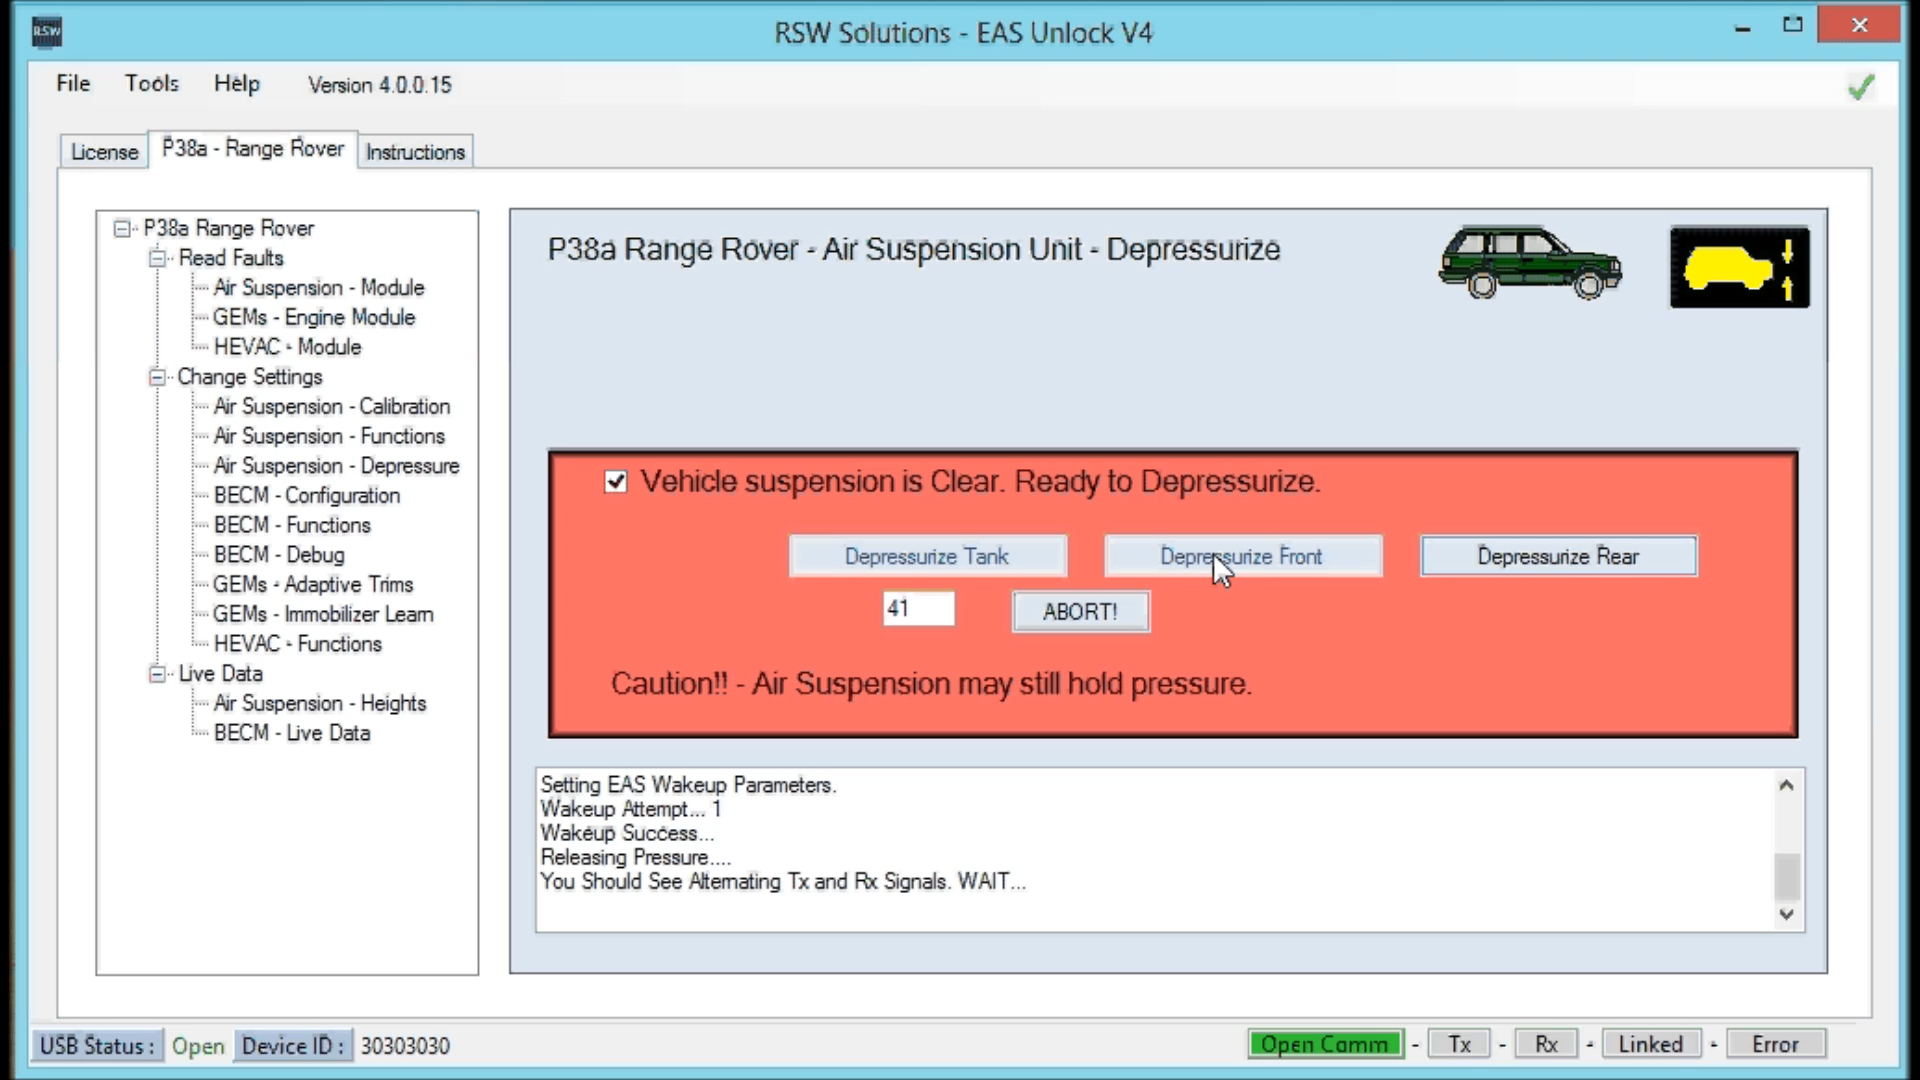 RSW
RSW Solutions - EAS Unlock V4
File Tools Help Version 4.0.0.15
License P38a - Range Rover Instructions
P38a Range Rover
Read Faults
Air Suspension - Module
GEMs - Engine Module
HEVAC - Module
Change Settings
Air Suspension - Calibration
Air Suspension - Functions
Air Suspension - Depressure
BECM - Configuration
BECM - Functions
BECM - Debug
GEMs - Adaptive Trims
GEMs - Immobilizer Learn
HEVAC - Functions
Live Data
Air Suspension - Heights
BECM - Live Data
P38a Range Rover - Air Suspension Unit - Depressurize
Vehicle suspension is Clear. Ready to Depressurize.
Depressurize Tank Depressurize Front Depressurize Rear
41 ABORT!
Caution!! - Air Suspension may still hold pressure.
Setting EAS Wakeup Parameters.
Wakeup Attempt... 1
Wakeup Success...
Releasing Pressure....
You Should See Alternating Tx and Rx Signals. WAIT...
USB Status : Open Device ID : 30303030 Open Comm - Tx - Rx - Linked - Error